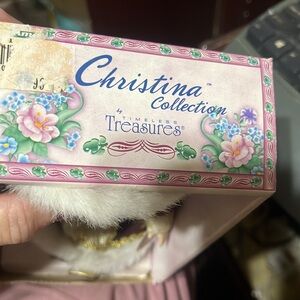 Christina™
Collection
by
TIMELESS
Treasures®